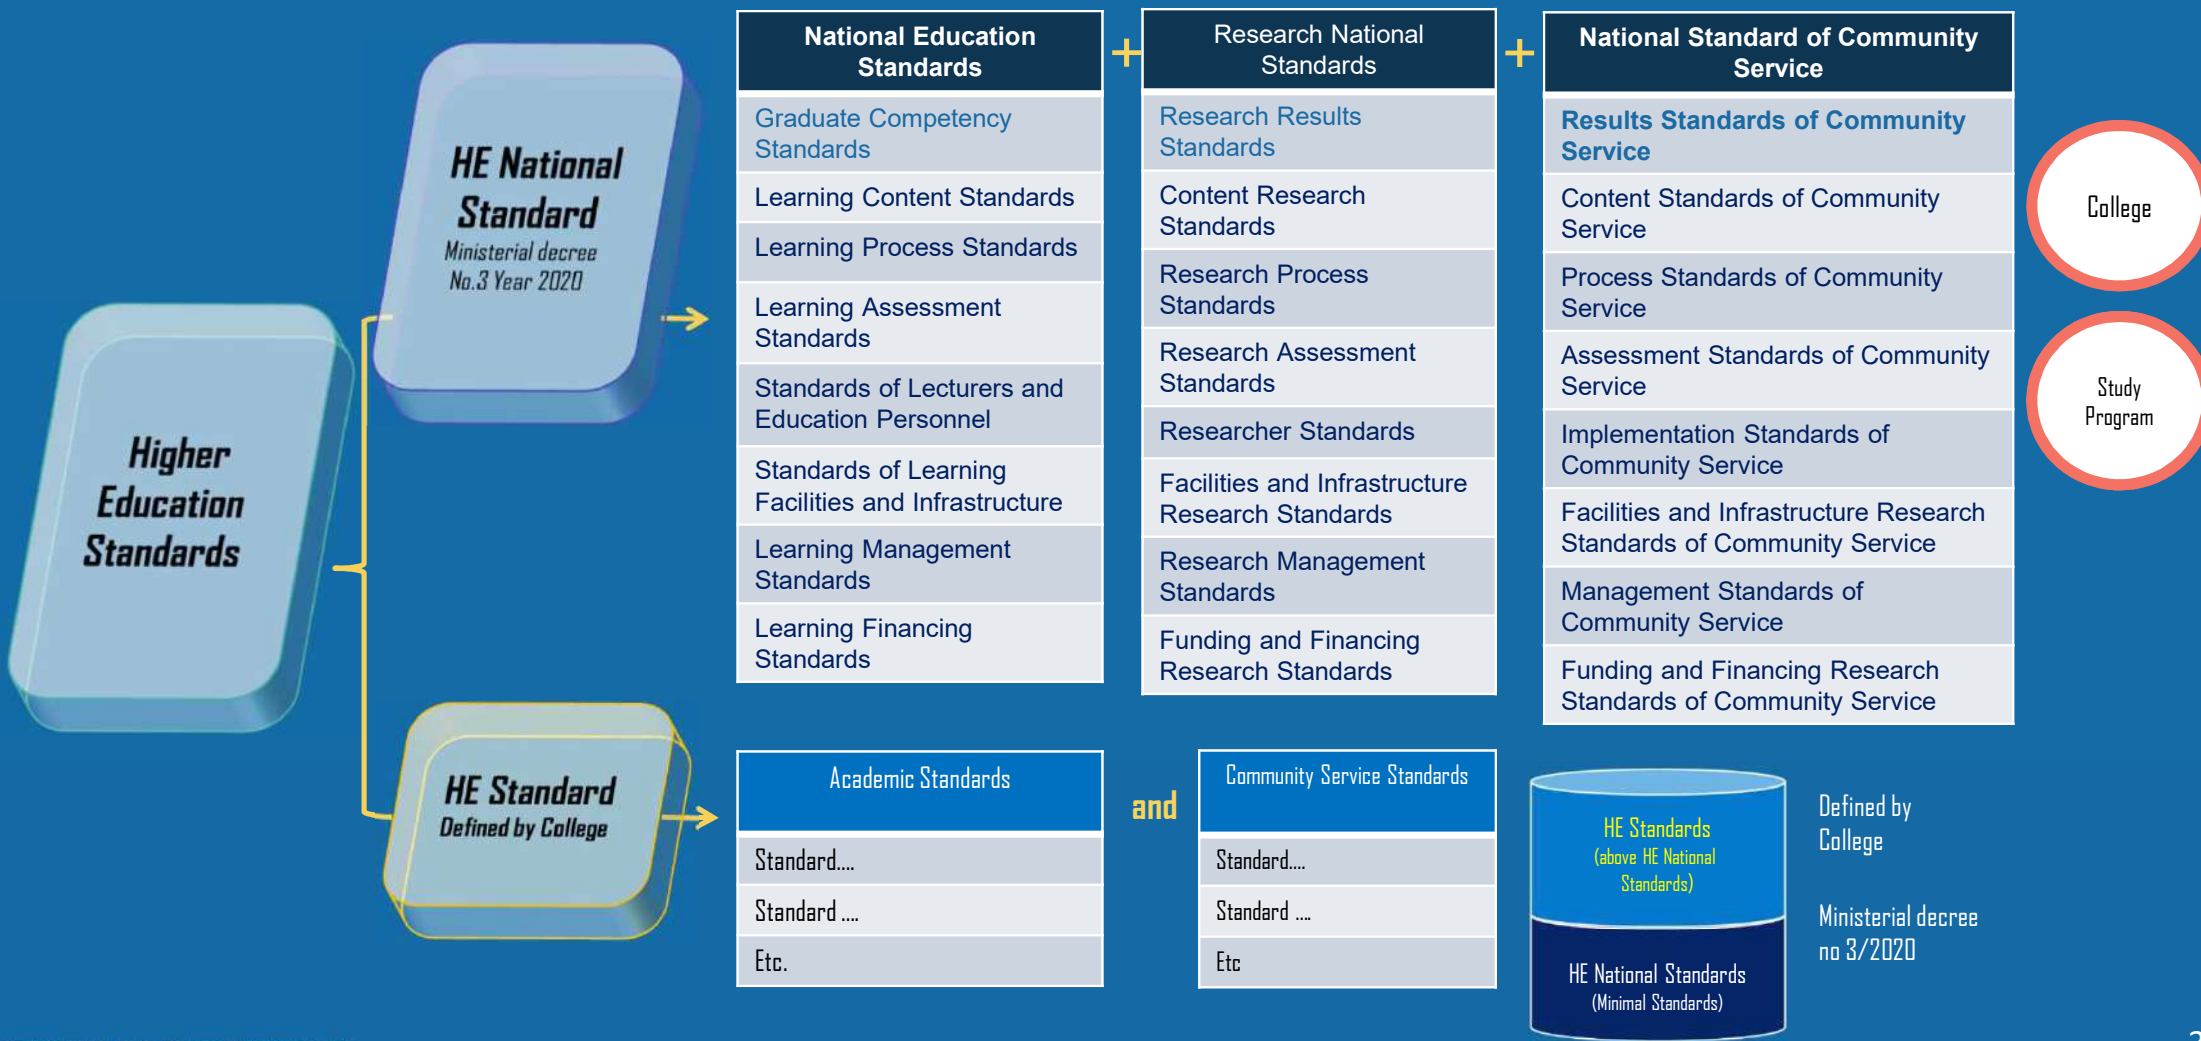 Higher
Education
Standards
HE National
Standard
Ministerial decree
No.3 Year 2020
HE Standard
Defined by College
National Education
Standards
Graduate Competency
Standards
Learning Content Standards
Learning Process Standards
Learning Assessment
Standards
Standards of Lecturers and
Education Personnel
Standards of Learning
Facilities and Infrastructure
Learning Management
Standards
Learning Financing
Standards
+
Research National
Standards
Research Results
Standards
Content Research
Standards
Research Process
Standards
Research Assessment
Standards
Researcher Standards
Facilities and Infrastructure
Research Standards
Research Management
Standards
Funding and Financing
Research Standards
+
National Standard of Community
Service
Results Standards of Community
Service
Content Standards of Community
Service
Process Standards of Community
Service
Assessment Standards of Community
Service
Implementation Standards of
Community Service
Facilities and Infrastructure Research
Standards of Community Service
Management Standards of
Community Service
Funding and Financing Research
Standards of Community Service
College
Study
Program
Academic Standards
Standard....
Standard ....
Etc.
and
Community Service Standards
Standard....
Standard ....
Etc
HE Standards
(above HE National
Standards)
HE National Standards
(Minimal Standards)
Defined by
College
Ministerial decree
no 3/2020